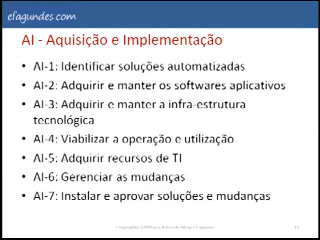 efagundes.com
AI - Aquisição e Implementação
• AI-1: Identificar soluções automatizadas
• AI-2: Adquirir e manter os softwares aplicativos
• AI-3: Adquirir e manter a infra-estrutura
tecnológica
• AI-4: Viabilizar a operação e utilização
• AI-5: Adquirir recursos de TI
• AI-6: Gerenciar as mudanças
• AI-7: Instalar e aprovar soluções e mudanças